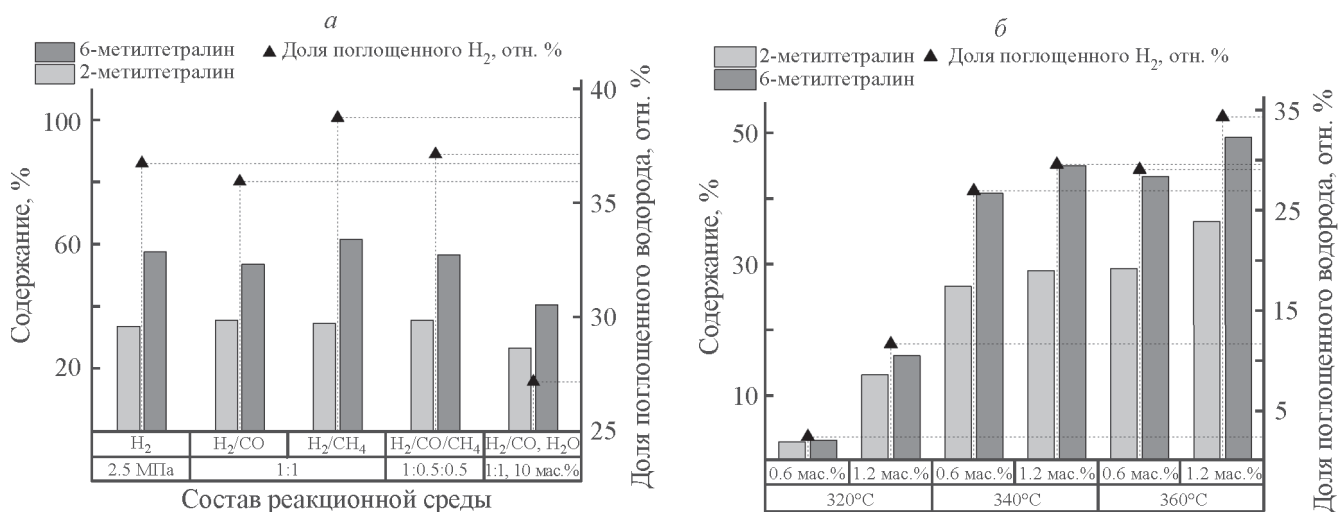 а
6-метилтетралин
2-метилтетралин
Доля поглощенного H₂, отн. %
Содержание, %
100
60
20
40
35
30
25
Доля поглощенного водорода, отн. %
H₂ H₂/CO H₂/CH₄ H₂/CO/CH₄ H₂/CO, H₂O
2.5 МПа 1:1 1:0.5:0.5 1:1, 10 мас.%
Состав реакционной среды
б
2-метилтетралин
6-метилтетралин
Доля поглощенного H₂, отн. %
Содержание, %
50
30
10
35
25
15
5
Доля поглощенного водорода, отн. %
0.6 мас.% 1.2 мас.% 0.6 мас.% 1.2 мас.% 0.6 мас.% 1.2 мас.%
320°C 340°C 360°C